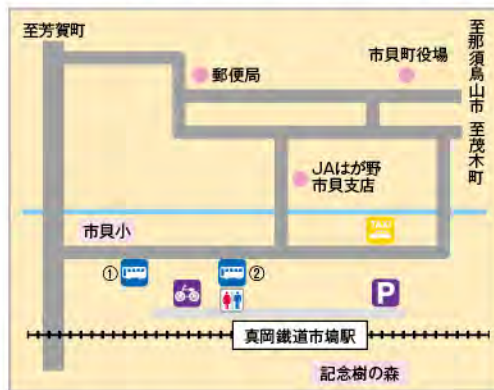 至芳賀町
至那須烏山市
市貝町役場
郵便局
至茂木町
JAはが野
市貝支店
市貝小
TAXI
①
②
P
真岡鐵道市塙駅
記念樹の森